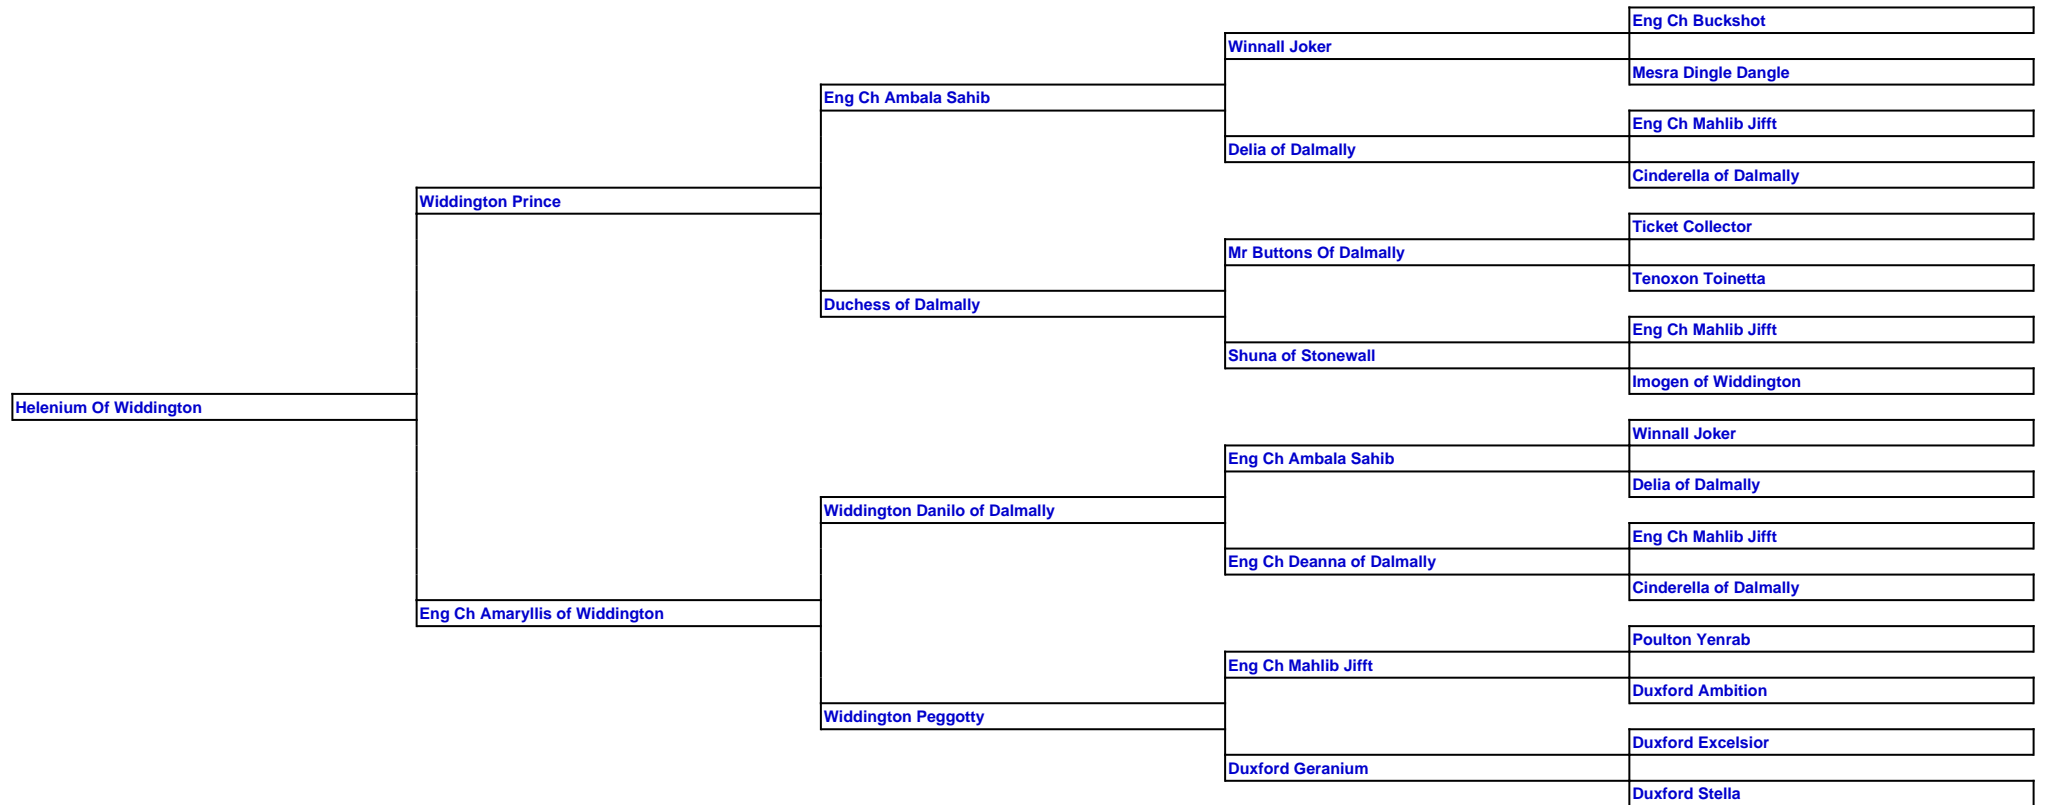 Eng Ch Buckshot
Winnall Joker
Mesra Dingle Dangle
Eng Ch Ambala Sahib
Eng Ch Mahlib Jifft
Delia of Dalmally
Cinderella of Dalmally
Widdington Prince
Ticket Collector
Mr Buttons Of Dalmally
Tenoxon Toinetta
Duchess of Dalmally
Eng Ch Mahlib Jifft
Shuna of Stonewall
Imogen of Widdington
Helenium Of Widdington
Winnall Joker
Eng Ch Ambala Sahib
Delia of Dalmally
Widdington Danilo of Dalmally
Eng Ch Mahlib Jifft
Eng Ch Deanna of Dalmally
Cinderella of Dalmally
Eng Ch Amaryllis of Widdington
Poulton Yenrab
Eng Ch Mahlib Jifft
Duxford Ambition
Widdington Peggotty
Duxford Excelsior
Duxford Geranium
Duxford Stella